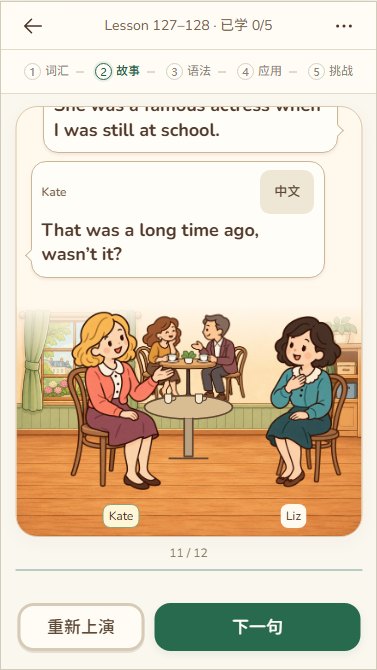 Lesson 127–128 · 已学 0/5
1 词汇 — 2 故事 — 3 语法 — 4 应用 — 5 挑战
She was a famous actress when
I was still at school.
Kate
中文
That was a long time ago,
wasn't it?
Kate
Liz
11 / 12
重新上演
下一句